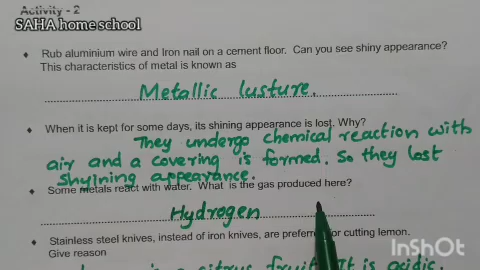 Activity - 2
SAHA home school
♦ Rub aluminium wire and Iron nail on a cement floor. Can you see shiny appearance?
This characteristics of metal is known as
Metallic lusture.
♦ When it is kept for some days, its shining appearance is lost. Why?
They undergo chemical reaction with
air and a covering is formed. So they lost
shyining appearance.
♦ Some metals react with water. What is the gas produced here?
Hydrogen
♦ Stainless steel knives, instead of iron knives, are preferred for cutting lemon.
Give reason
citrus fruit. It is acidic.
InShOt